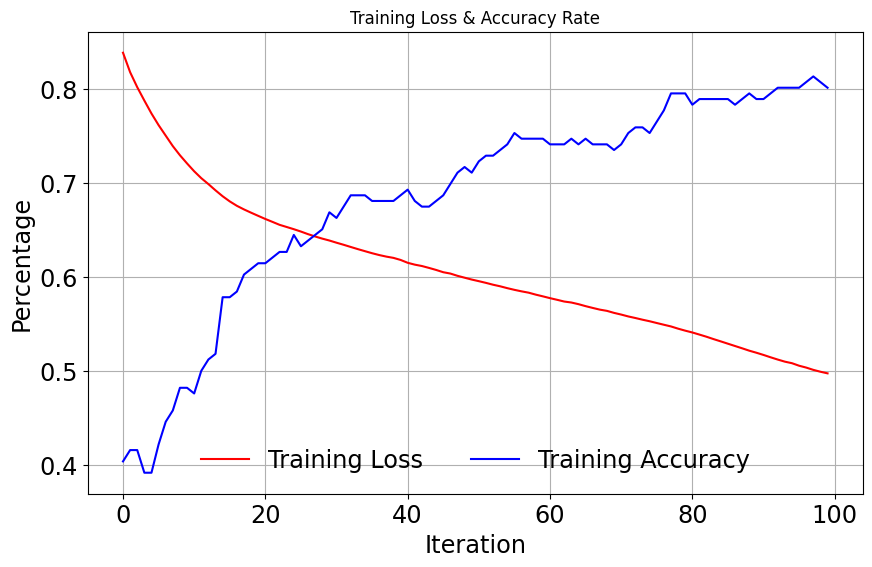 Training Loss & Accuracy Rate
Percentage
0.8
0.7
0.6
0.5
0.4
Training Loss
Training Accuracy
0 20 40 60 80 100
Iteration